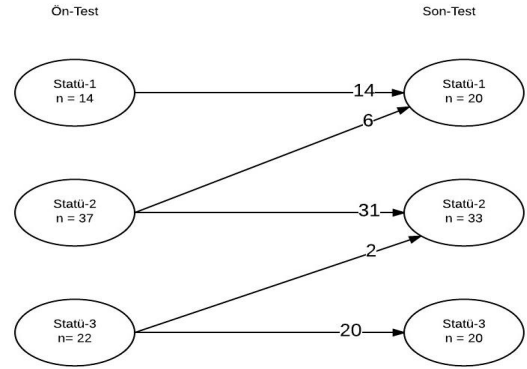 Ön-Test
Son-Test
Statü-1
n = 14
14
Statü-1
n = 20
6
Statü-2
n = 37
31
Statü-2
n = 33
2
Statü-3
n= 22
20
Statü-3
n = 20